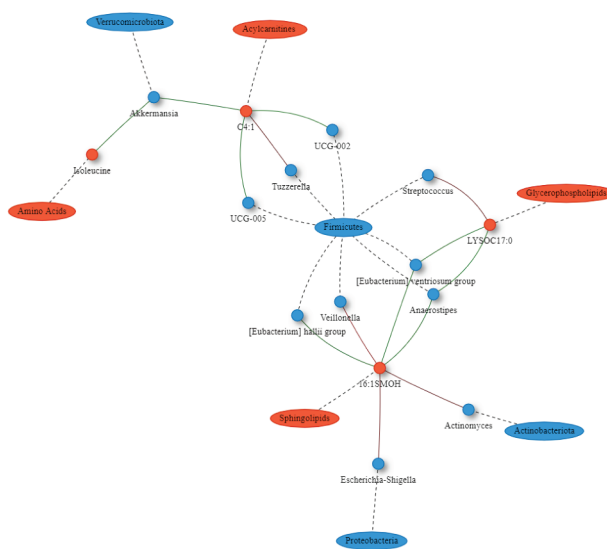 Verrucomicrobiota
Acylcarnitines
Akkermansia
C4:1
UCG-002
Isoleucine
Tuzzerella
Streptococcus
Glycerophospholipids
Amino Acids
UCG-005
Firmicutes
LYSOC17:0
[Eubacterium] ventriosum group
Anaerostipes
Veillonella
[Eubacterium] hallii group
16:1SMOH
Sphingolipids
Actinomyces
Actinobacteriota
Escherichia-Shigella
Proteobacteria